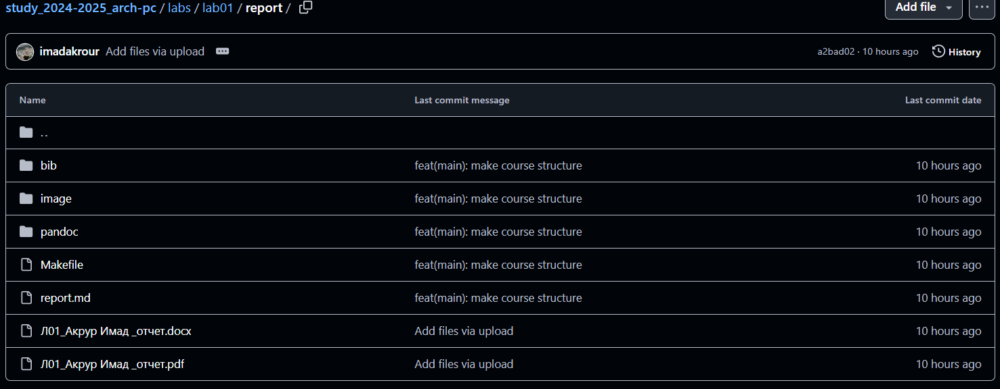 study_2024-2025_arch-pc / labs / lab01 / report /
Add file
imadakrour Add files via upload
a2bad02 · 10 hours ago History
Name Last commit message Last commit date
..
bib feat(main): make course structure 10 hours ago
image feat(main): make course structure 10 hours ago
pandoc feat(main): make course structure 10 hours ago
Makefile feat(main): make course structure 10 hours ago
report.md feat(main): make course structure 10 hours ago
Л01_Акрур Имад _отчет.docx Add files via upload 10 hours ago
Л01_Акрур Имад _отчет.pdf Add files via upload 10 hours ago